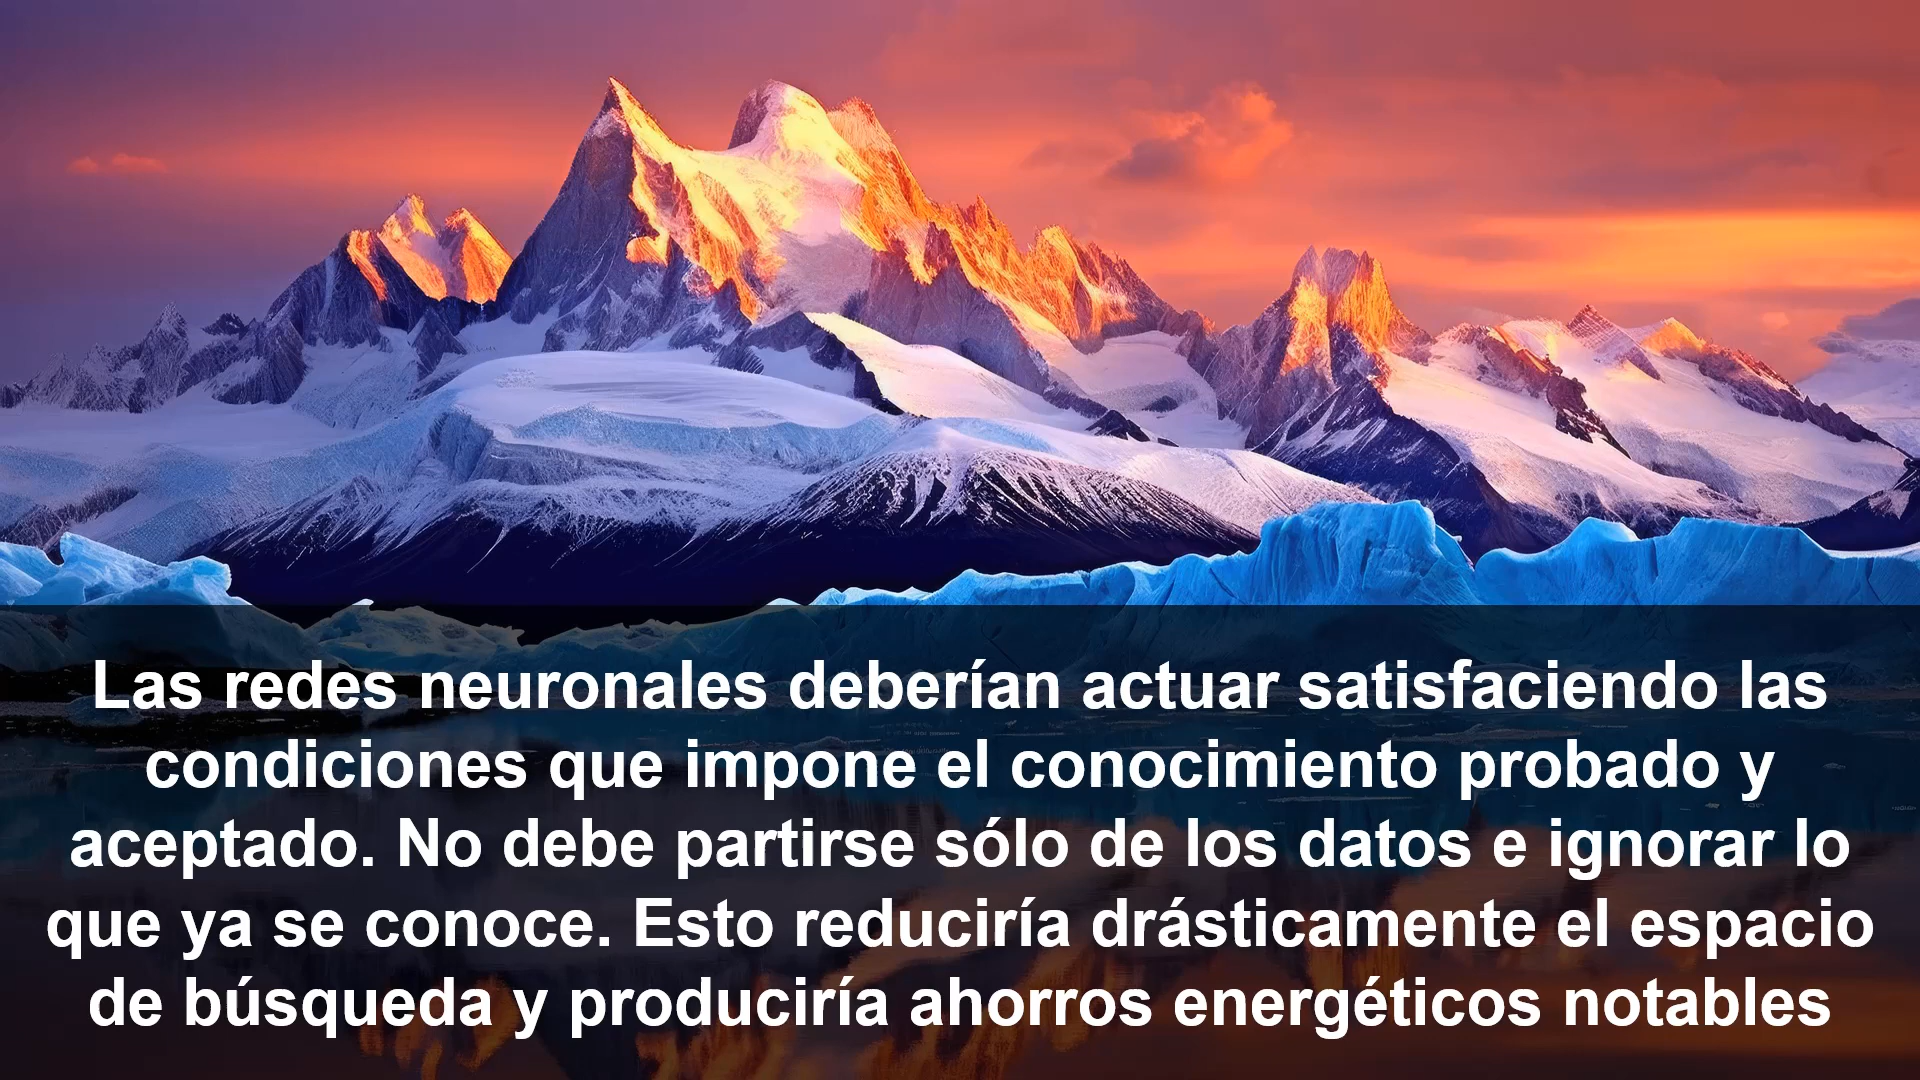 Las redes neuronales deberían actuar satisfaciendo las
condiciones que impone el conocimiento probado y
aceptado. No debe partirse sólo de los datos e ignorar lo
que ya se conoce. Esto reduciría drásticamente el espacio
de búsqueda y produciría ahorros energéticos notables